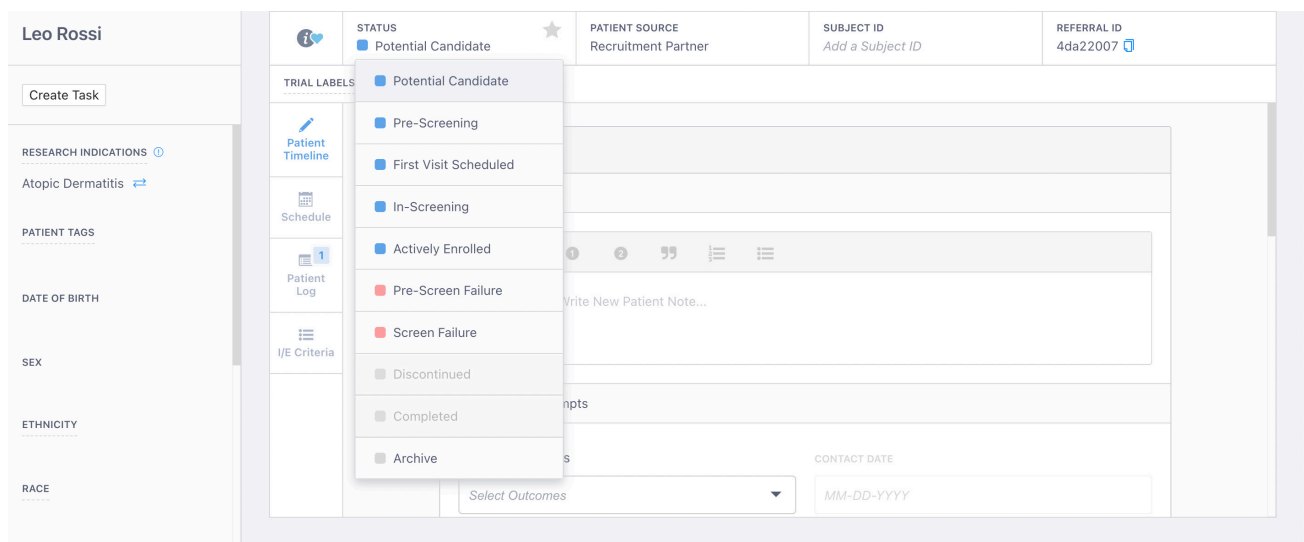 Leo Rossi
Create Task
RESEARCH INDICATIONS
Atopic Dermatitis
PATIENT TAGS
DATE OF BIRTH
SEX
ETHNICITY
RACE
STATUS
Potential Candidate
PATIENT SOURCE
Recruitment Partner
SUBJECT ID
Add a Subject ID
REFERRAL ID
4da22007
TRIAL LABELS
Patient
Timeline
Schedule
1
Patient
Log
I/E Criteria
Potential Candidate
Pre-Screening
First Visit Scheduled
In-Screening
Actively Enrolled
Pre-Screen Failure
Screen Failure
Discontinued
Completed
Archive
1 2
Write New Patient Note...
mpts
s
CONTACT DATE
Select Outcomes
MM-DD-YYYY